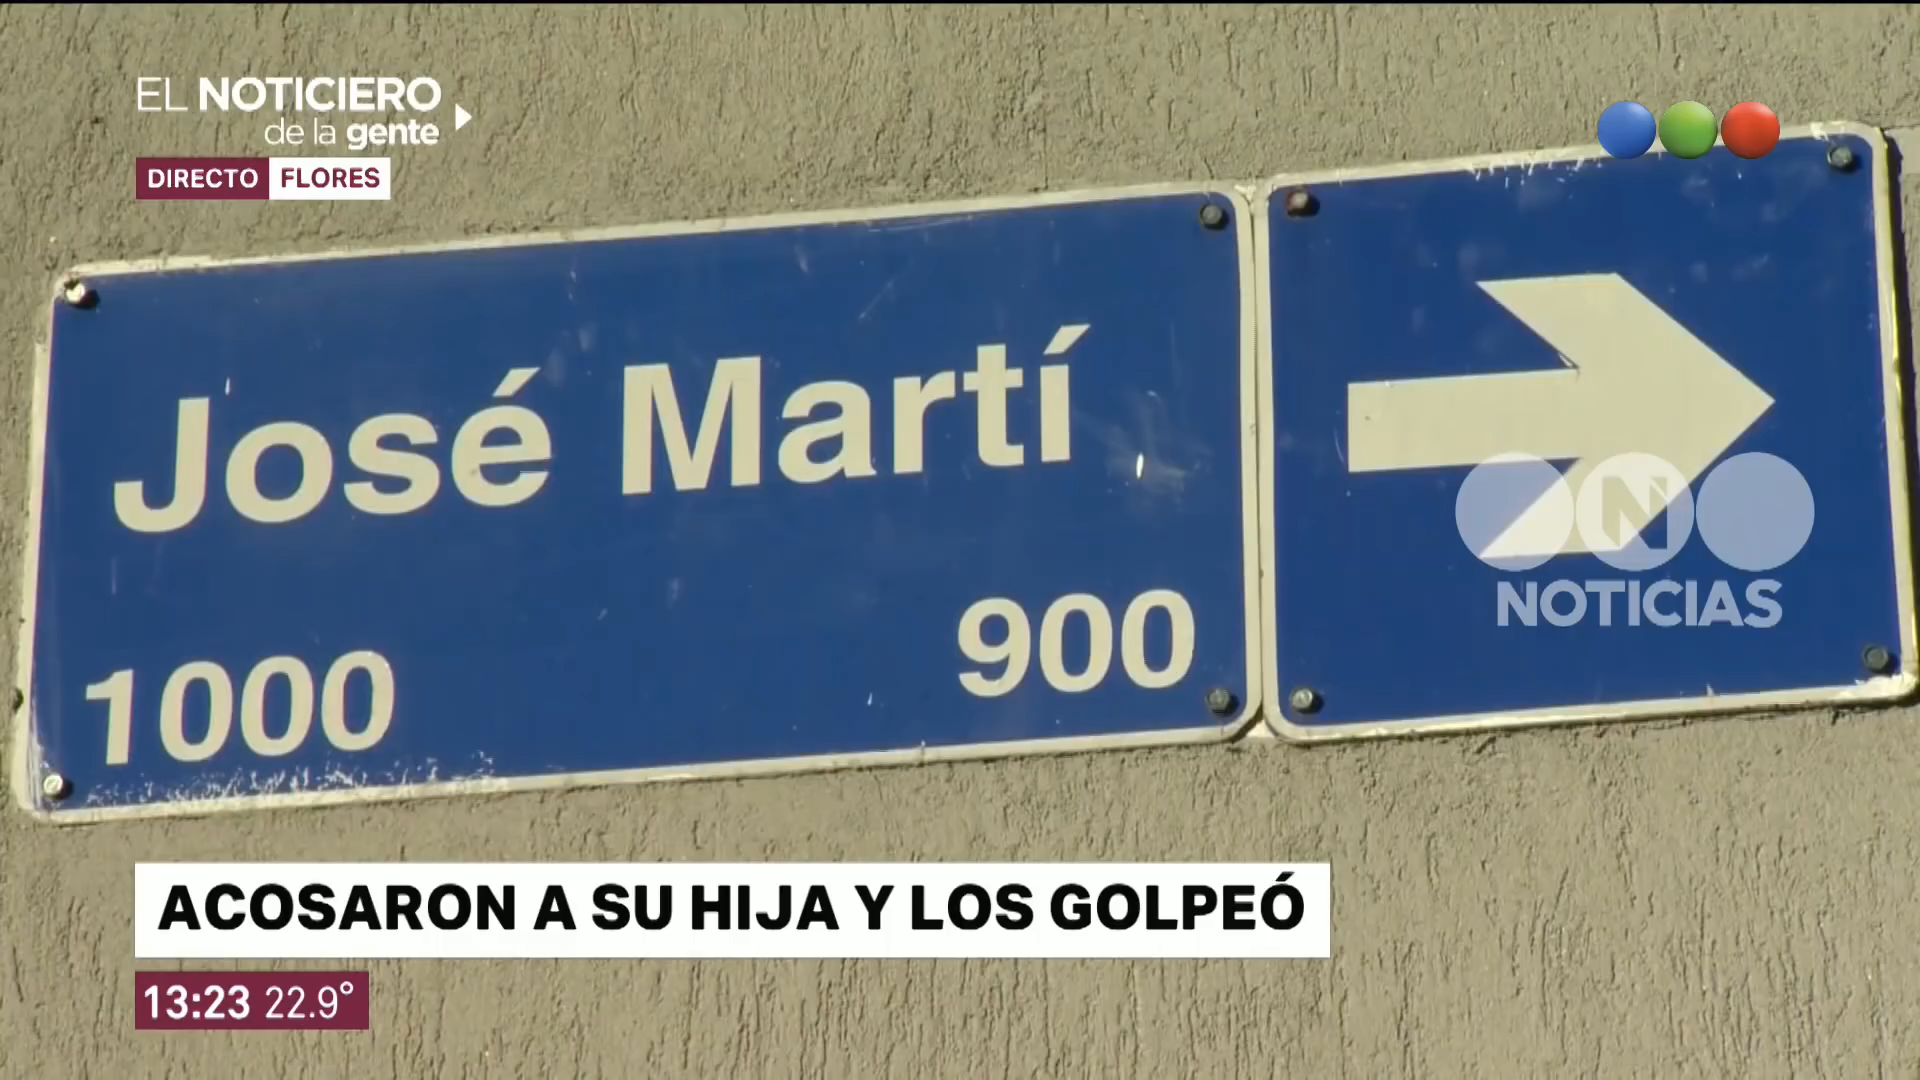 EL NOTICIERO
de la gente
DIRECTO FLORES
José Martí
1000 900
N
NOTICIAS
ACOSARON A SU HIJA Y LOS GOLPEÓ
13:23 22.9°